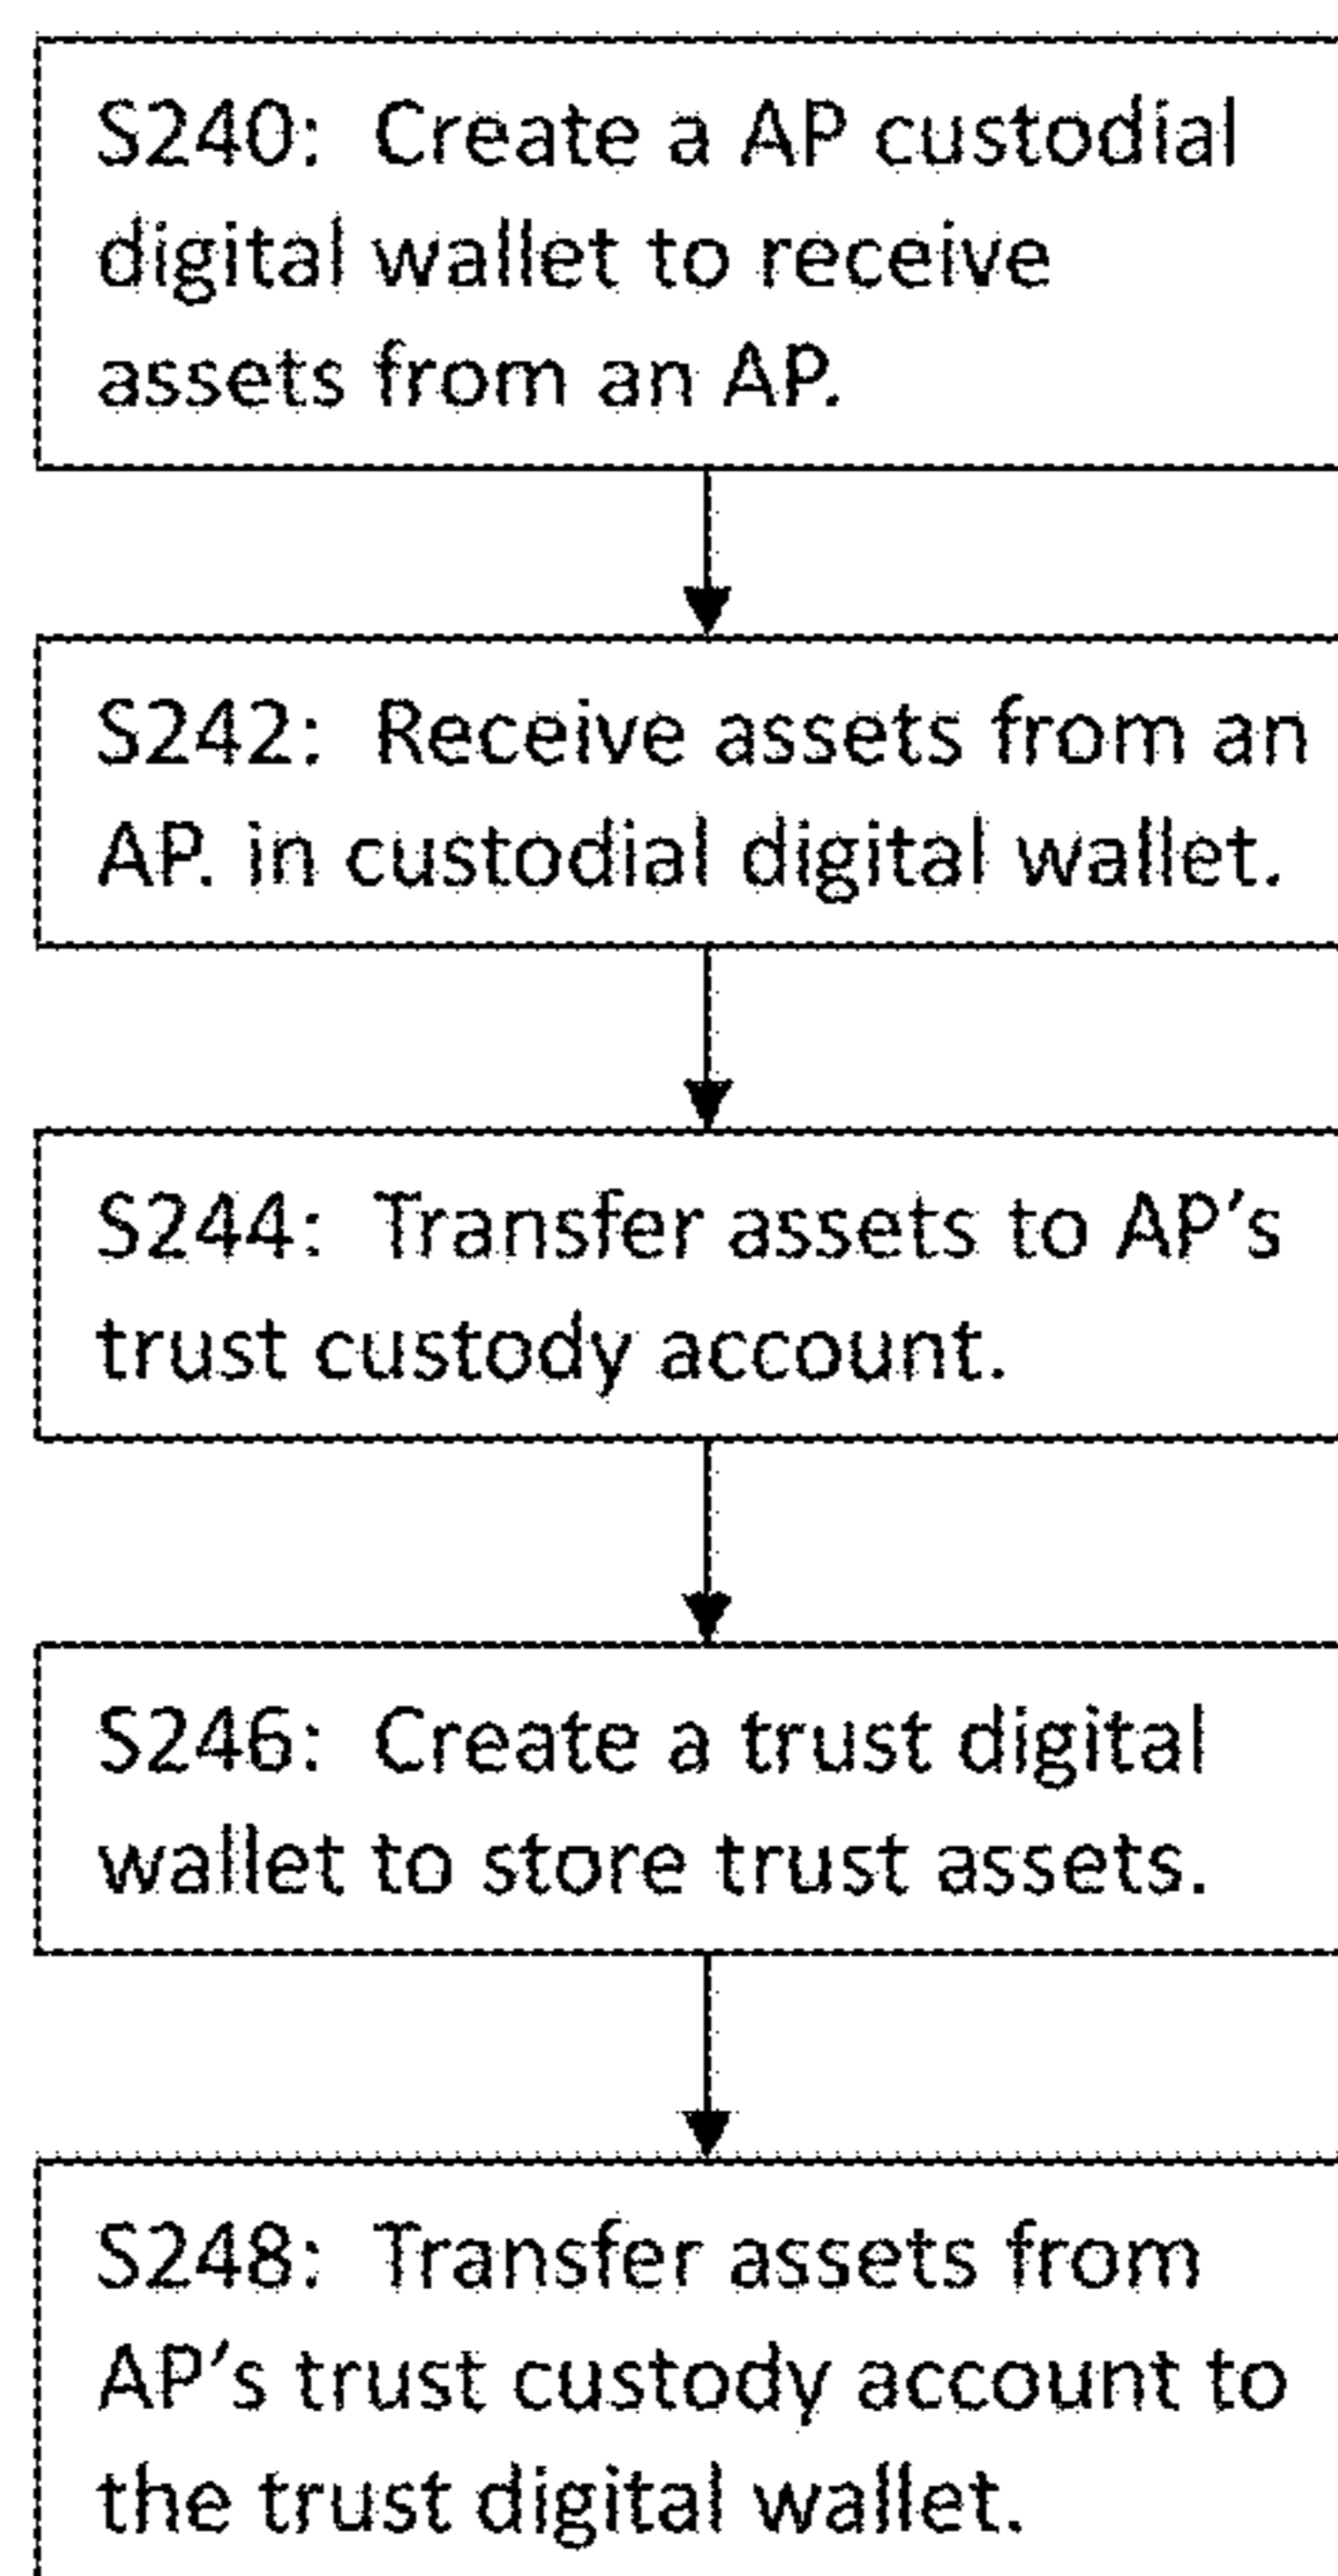 S240: Create a AP custodial
digital wallet to receive
assets from an AP.
S242: Receive assets from an
AP. in custodial digital wallet.
S244: Transfer assets to AP’s
trust custody account.
S246: Create a trust digital
wallet to store trust assets.
S248: Transfer assets from
AP’s trust custody account to
the trust digital wallet.